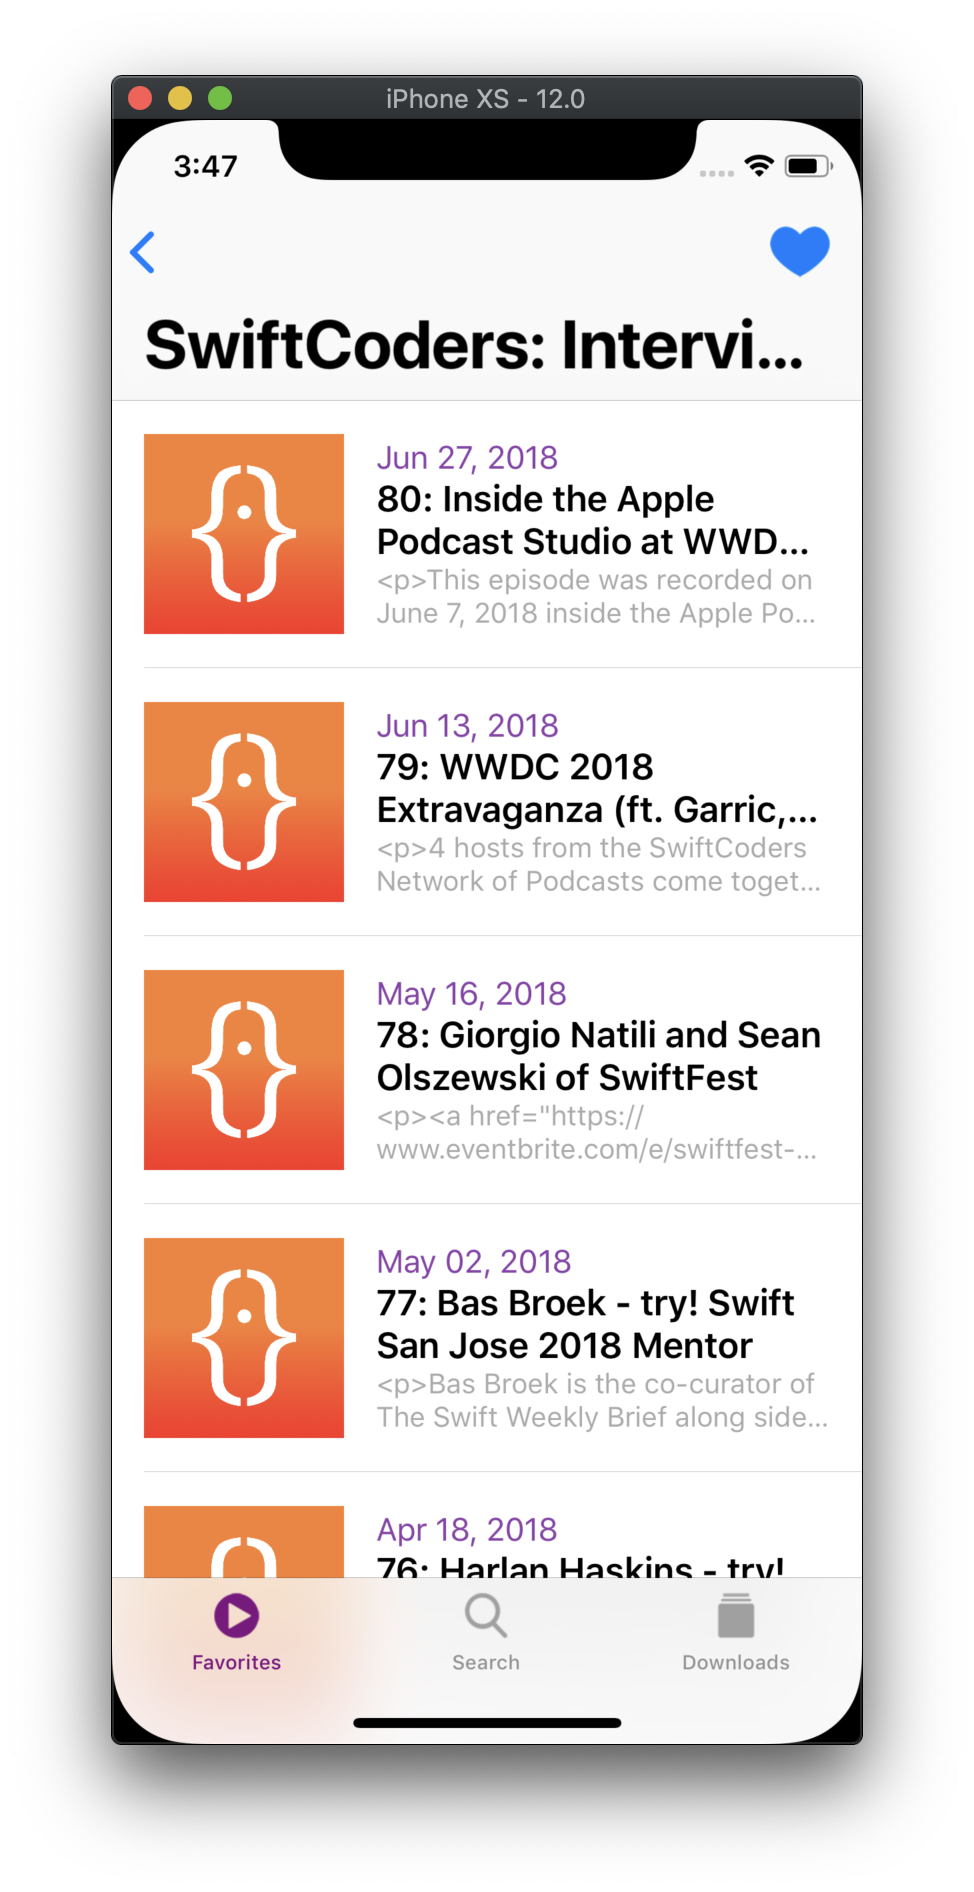 iPhone XS - 12.0
3:47
SwiftCoders: Intervi...
Jun 27, 2018
80: Inside the Apple
Podcast Studio at WWD...
<p>This episode was recorded on
June 7, 2018 inside the Apple Po...
Jun 13, 2018
79: WWDC 2018
Extravaganza (ft. Garric,...
<p>4 hosts from the SwiftCoders
Network of Podcasts come toget...
May 16, 2018
78: Giorgio Natili and Sean
Olszewski of SwiftFest
<p><a href="https://
www.eventbrite.com/e/swiftfest-...
May 02, 2018
77: Bas Broek - try! Swift
San Jose 2018 Mentor
<p>Bas Broek is the co-curator of
The Swift Weekly Brief along side...
Apr 18, 2018
76: Harlan Haskins - try!
Favorites
Search
Downloads